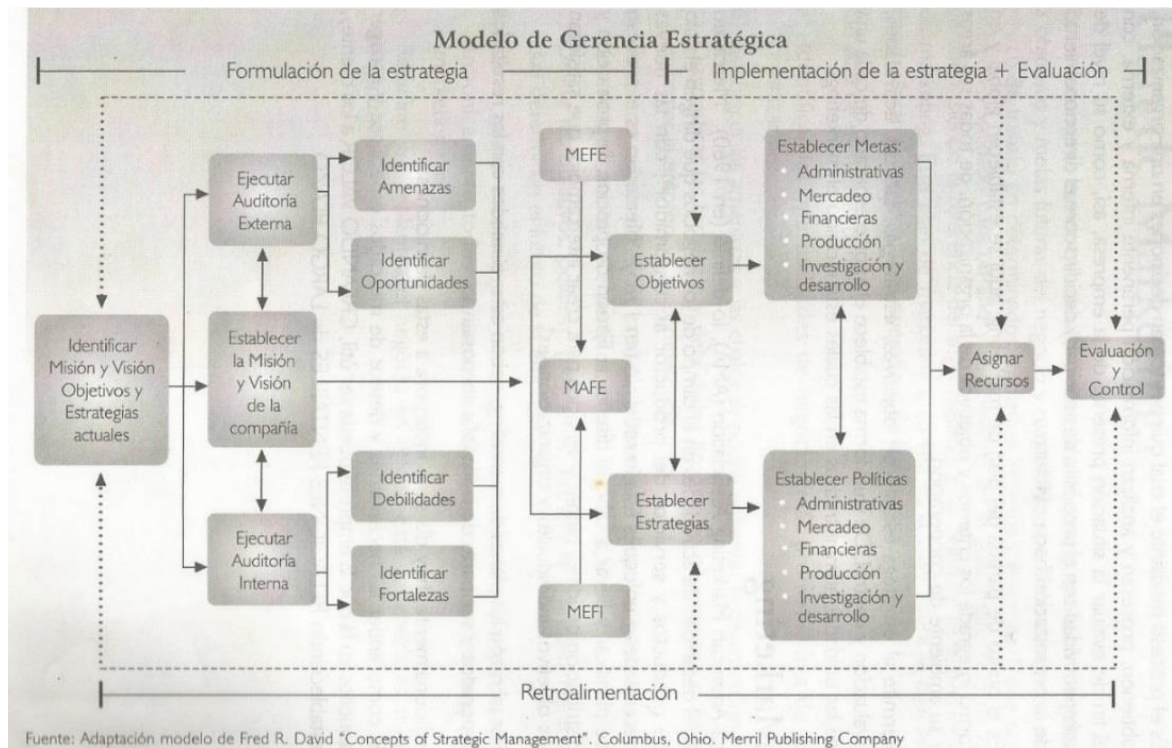 Modelo de Gerencia Estratégica
Formulación de la estrategia
Implementación de la estrategia + Evaluación
Identificar
Misión y Visión
Objetivos y
Estrategias
actuales
Ejecutar
Auditoría
Externa
Establecer
la Misión
y Visión
de la
compañía
Ejecutar
Auditoría
Interna
Identificar
Amenazas
Identificar
Oportunidades
Identificar
Debilidades
Identificar
Fortalezas
MEFE
MAFE
MEFI
Establecer
Objetivos
Establecer
Estrategias
Establecer Metas:
• Administrativas
• Mercadeo
• Financieras
• Producción
• Investigación y
desarrollo
Establecer Políticas
• Administrativas
• Mercadeo
• Financieras
• Producción
• Investigación y
desarrollo
Asignar
Recursos
Evaluación
y
Control
Retroalimentación
Fuente: Adaptación modelo de Fred R. David "Concepts of Strategic Management". Columbus, Ohio. Merril Publishing Company